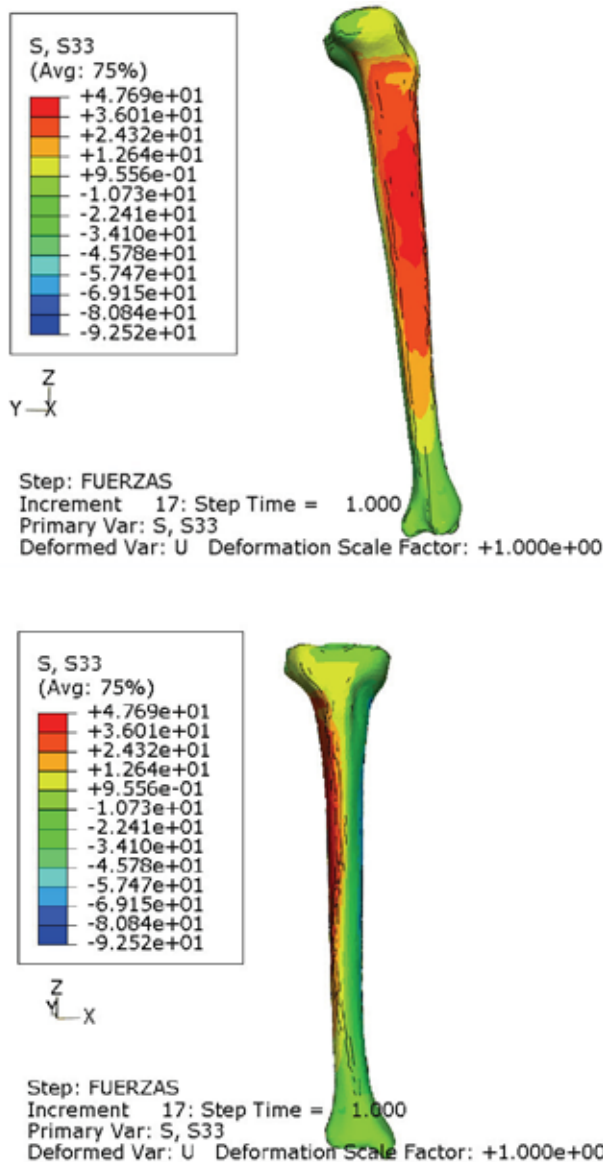 S, S33
(Avg: 75%)
+4.769e+01
+3.601e+01
+2.432e+01
+1.264e+01
+9.556e-01
-1.073e+01
-2.241e+01
-3.410e+01
-4.578e+01
-5.747e+01
-6.915e+01
-8.084e+01
-9.252e+01
Z
Y X
Step: FUERZAS
Increment 17: Step Time = 1.000
Primary Var: S, S33
Deformed Var: U Deformation Scale Factor: +1.000e+00
S, S33
(Avg: 75%)
+4.769e+01
+3.601e+01
+2.432e+01
+1.264e+01
+9.556e-01
-1.073e+01
-2.241e+01
-3.410e+01
-4.578e+01
-5.747e+01
-6.915e+01
-8.084e+01
-9.252e+01
Z
Y X
Step: FUERZAS
Increment 17: Step Time = 1.000
Primary Var: S, S33
Deformed Var: U Deformation Scale Factor: +1.000e+00